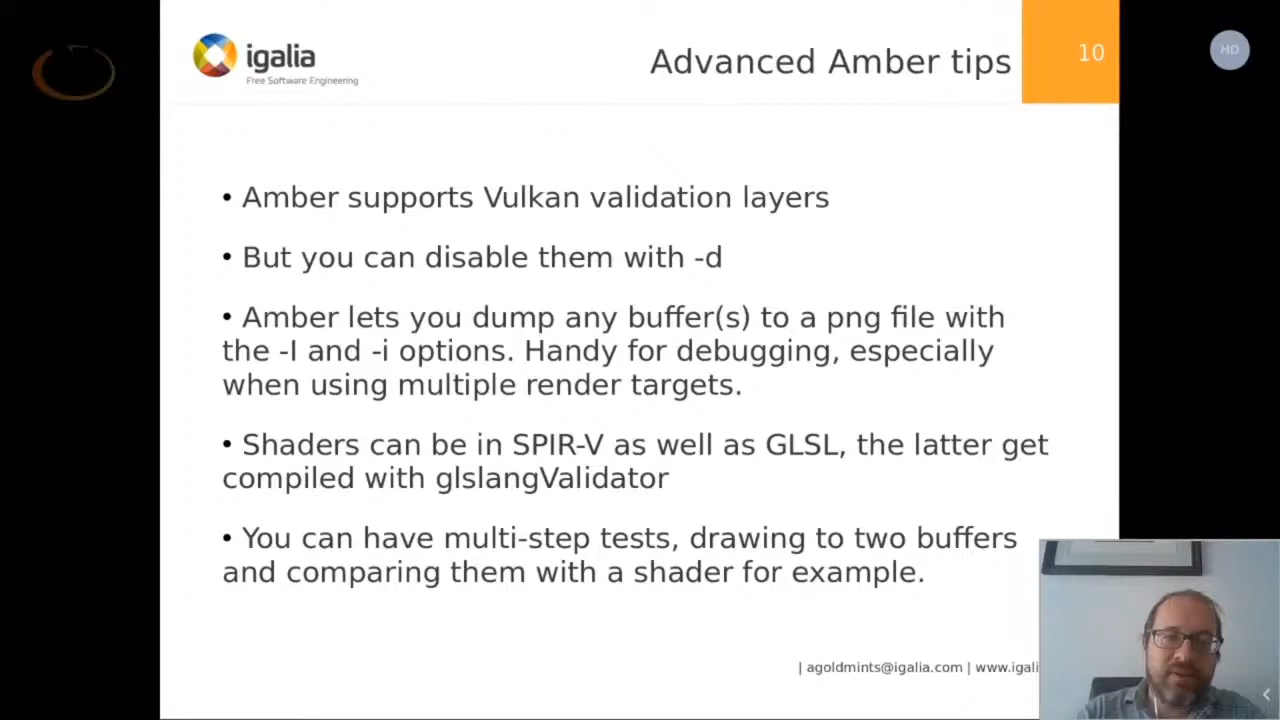 igalia
Free Software Engineering
Advanced Amber tips
10
HD
• Amber supports Vulkan validation layers
• But you can disable them with -d
• Amber lets you dump any buffer(s) to a png file with
the -I and -i options. Handy for debugging, especially
when using multiple render targets.
• Shaders can be in SPIR-V as well as GLSL, the latter get
compiled with glslangValidator
• You can have multi-step tests, drawing to two buffers
and comparing them with a shader for example.
| agoldmints@igalia.com | www.igali